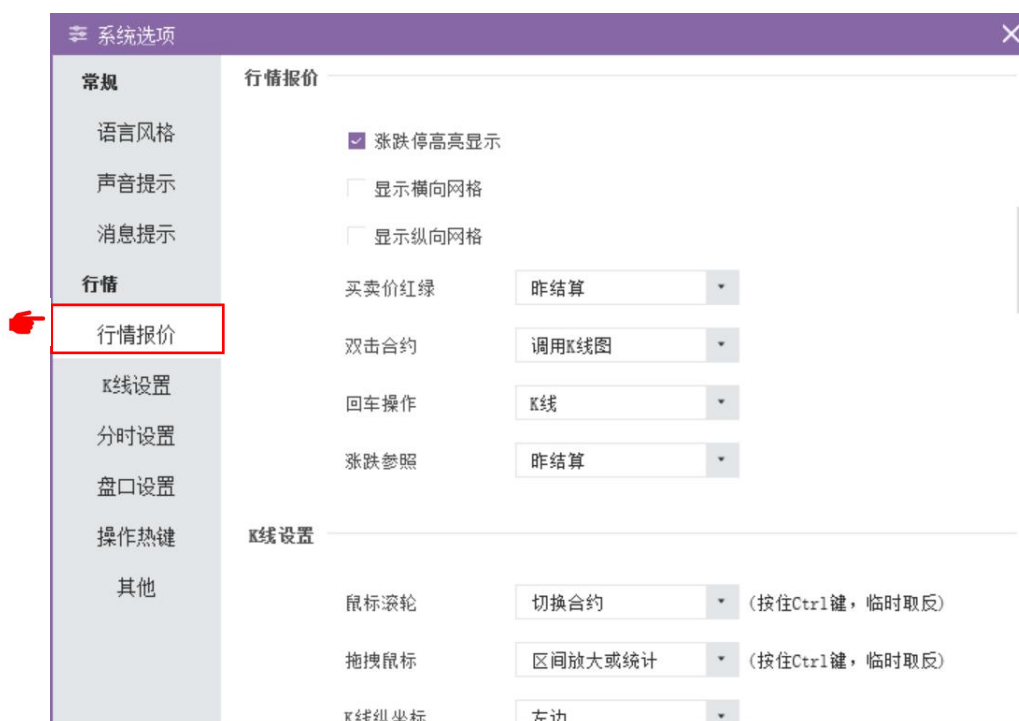 系统选项
常规
语言风格
声音提示
消息提示
行情
行情报价
K线设置
分时设置
盘口设置
操作热键
其他
行情报价
涨跌停高亮显示
显示横向网格
显示纵向网格
买卖价红绿 昨结算
双击合约 调用K线图
回车操作 K线
涨跌参照 昨结算
K线设置
鼠标滚轮 切换合约 (按住Ctrl键，临时取反)
拖拽鼠标 区间放大或统计 (按住Ctrl键，临时取反)
K线纵坐标 左边